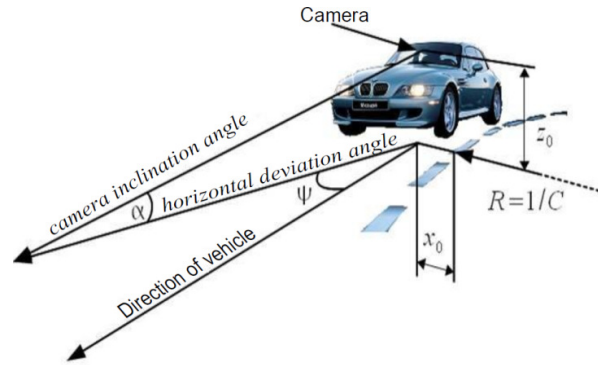 Camera
camera inclination angle
horizontal deviation angle
α
ψ
z₀
R=1/C
x₀
Direction of vehicle